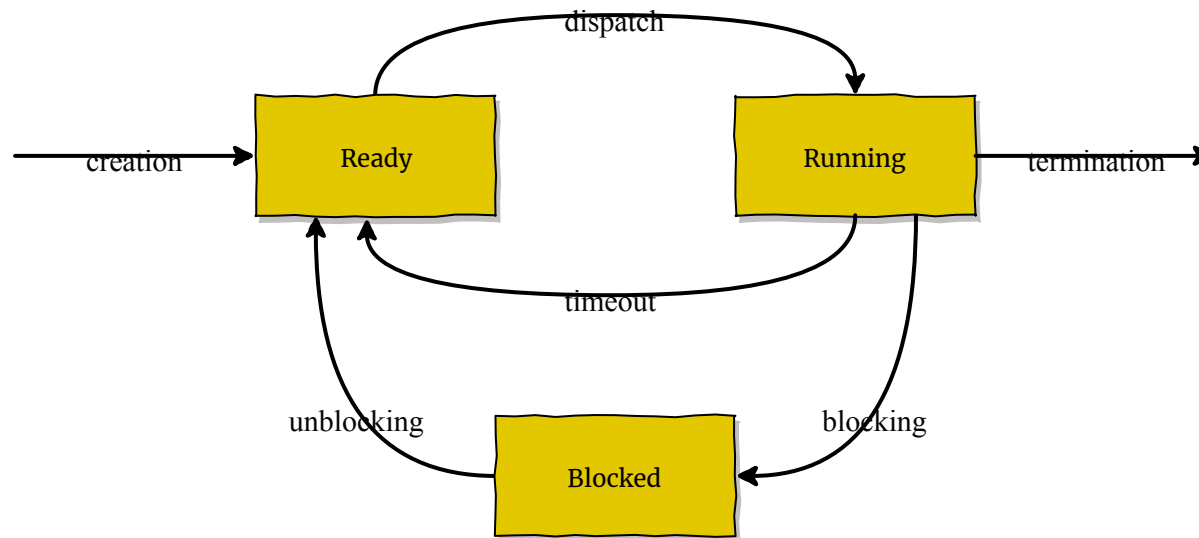 dispatch
creation
Ready
Running
termination
timeout
unblocking
blocking
Blocked